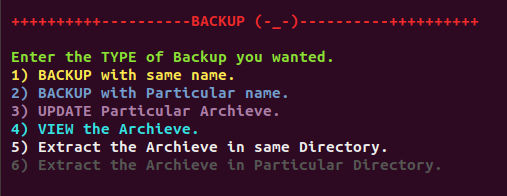 ++++++++++----------BACKUP (-_-)----------++++++++++
Enter the TYPE of Backup you wanted.
1) BACKUP with same name.
2) BACKUP with Particular name.
3) UPDATE Particular Archieve.
4) VIEW the Archieve.
5) Extract the Archieve in same Directory.
6) Extract the Archieve in Particular Directory.